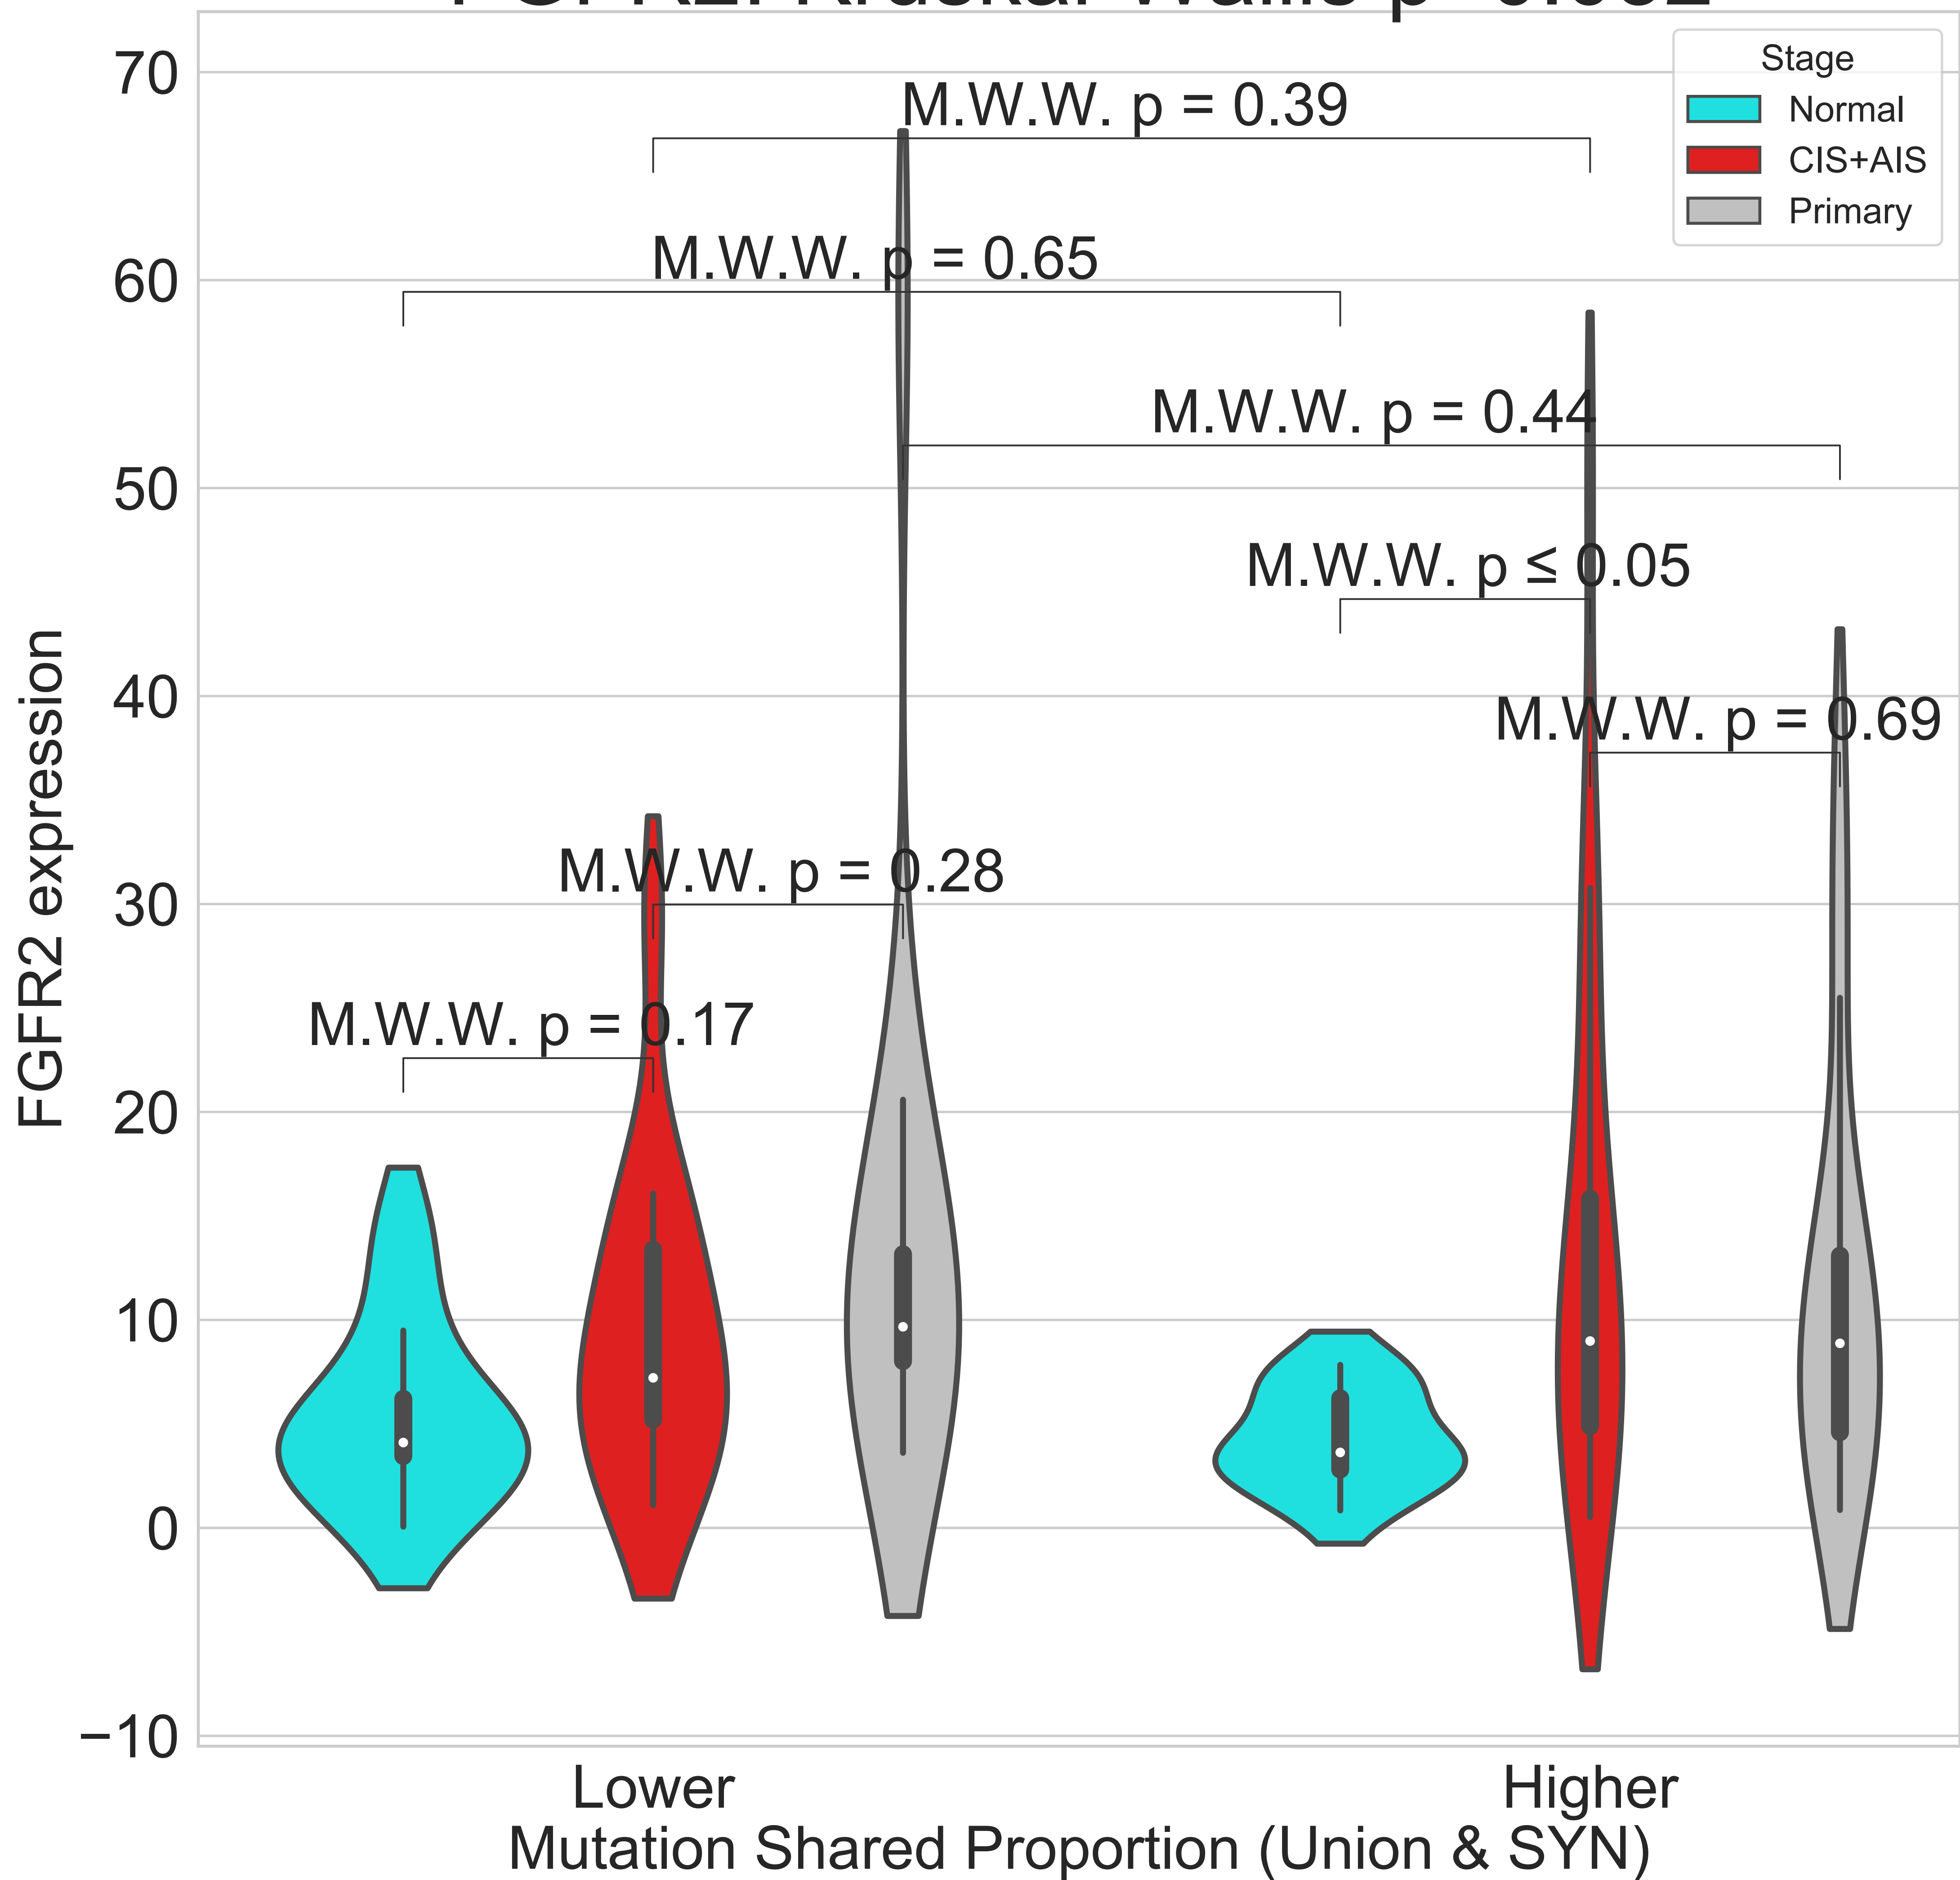 70
60
50
40
30
20
10
0
−10
FGFR2 expression
Stage
Normal
CIS+AIS
Primary
M.W.W. p = 0.39
M.W.W. p = 0.65
M.W.W. p = 0.44
M.W.W. p ≤ 0.05
M.W.W. p = 0.69
M.W.W. p = 0.28
M.W.W. p = 0.17
Lower
Higher
Mutation Shared Proportion (Union & SYN)